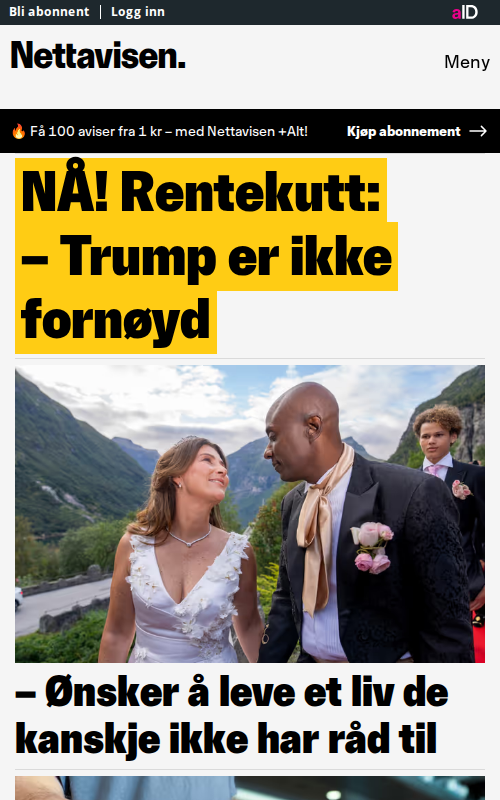 Bli abonnent | Logg inn
aID
Nettavisen.
Meny
🔥 Få 100 aviser fra 1 kr – med Nettavisen +Alt!
Kjøp abonnement →
NÅ! Rentekutt:
– Trump er ikke
fornøyd
– Ønsker å leve et liv de
kanskje ikke har råd til